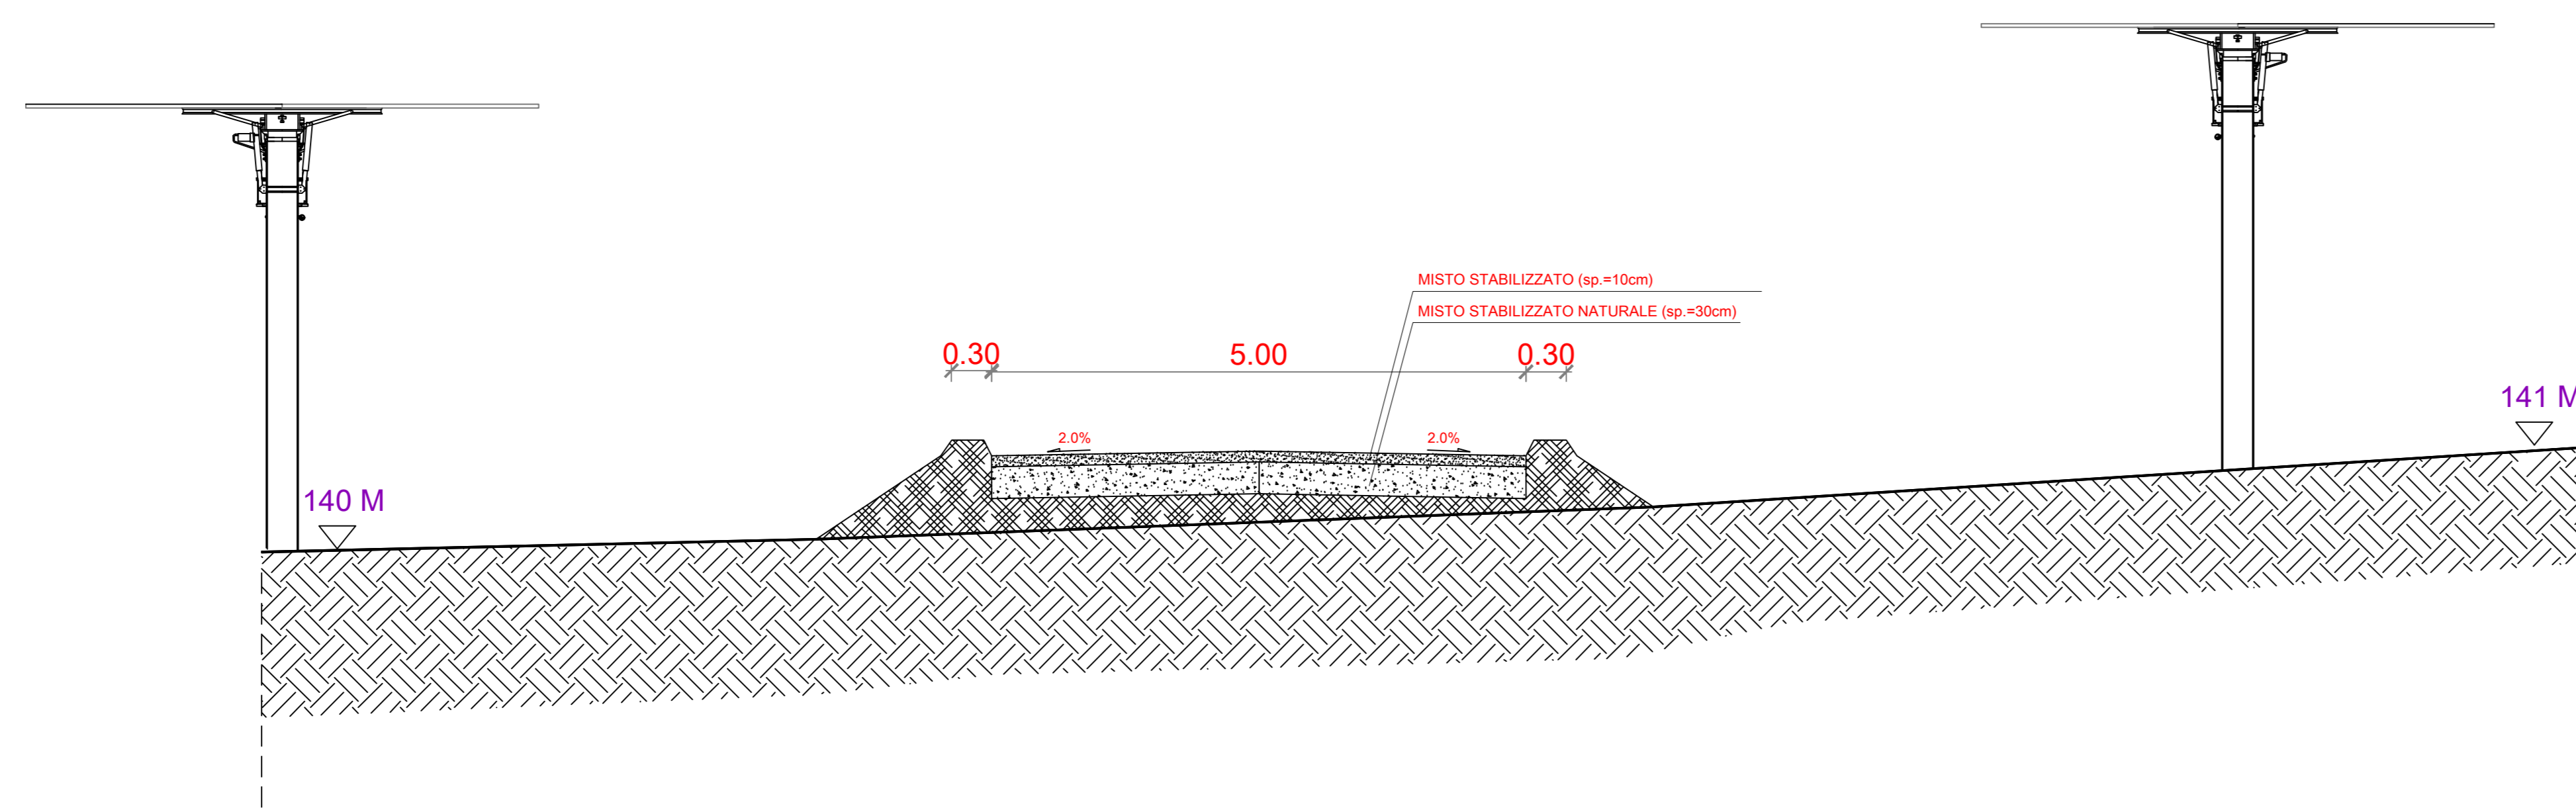 MISTO STABILIZZATO (sp.=10cm)
MISTO STABILIZZATO NATURALE (sp.=30cm)
0.30 5.00 0.30
141 M
2.0% 2.0%
140 M